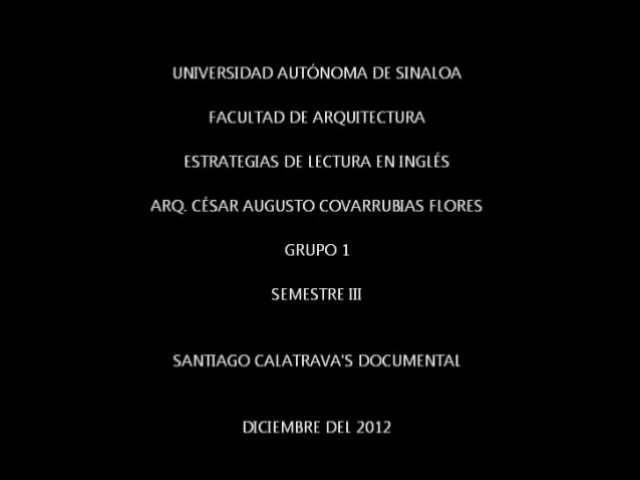 UNIVERSIDAD AUTÓNOMA DE SINALOA
FACULTAD DE ARQUITECTURA
ESTRATEGIAS DE LECTURA EN INGLÉS
ARQ. CÉSAR AUGUSTO COVARRUBIAS FLORES
GRUPO 1
SEMESTRE III
SANTIAGO CALATRAVA'S DOCUMENTAL
DICIEMBRE DEL 2012